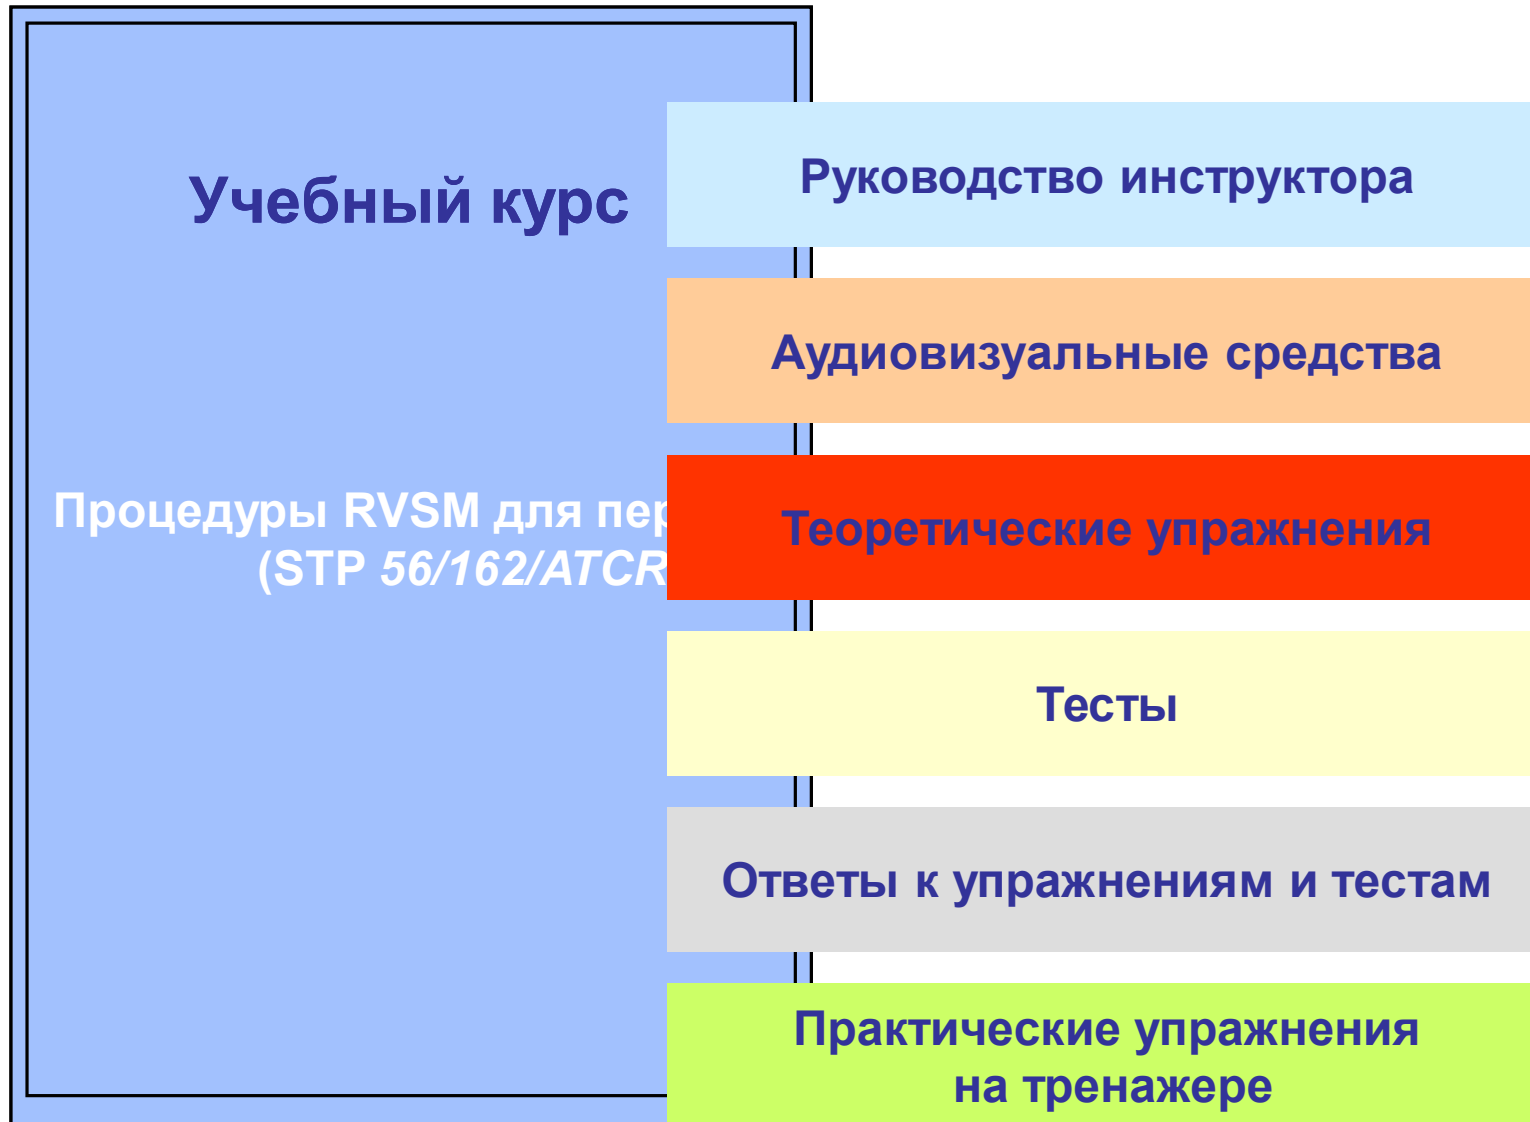 Учебный курс
Процедуры RVSM для
(STP 56/162/ATCR
Руководство инструктора
Аудиовизуальные средства
Теоретические упражнения
Тесты
Ответы к упражнениям и тестам
Практические упражнения
на тренажере